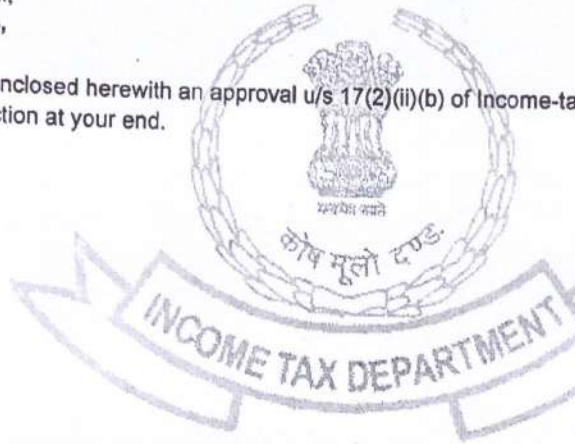 nclosed herewith an approval u/s 17(2)(ii)(b) of Income-ta
ction at your end.
सत्यमेव जयते
कोष मूलो दण्डः
INCOME TAX DEPARTMENT